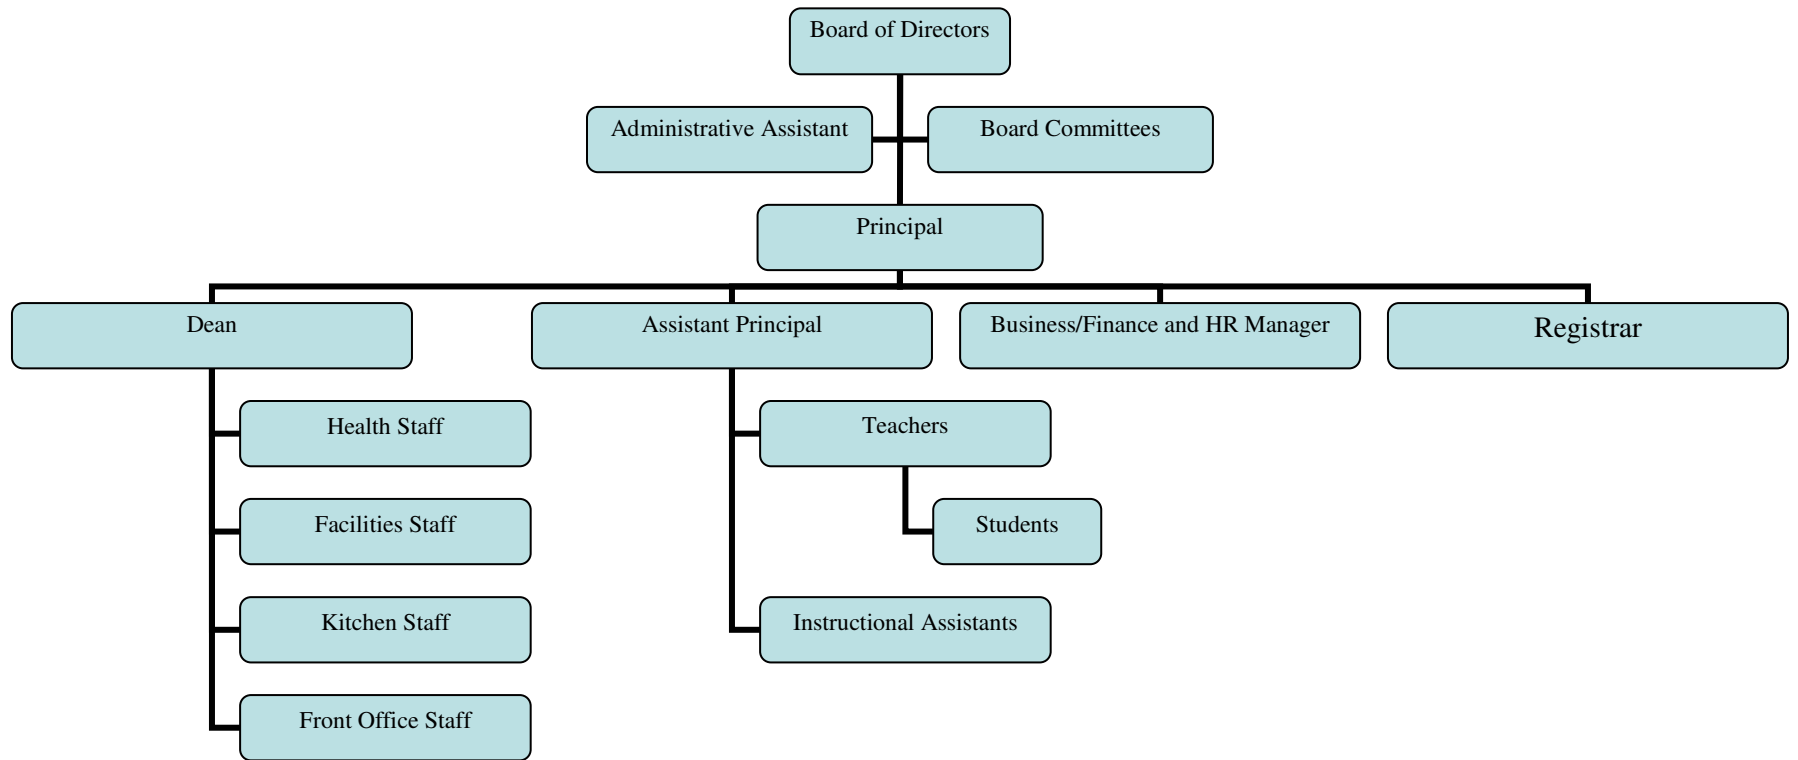 Board of Directors
Administrative Assistant
Board Committees
Principal
Dean
Assistant Principal
Business/Finance and HR Manager
Registrar
Health Staff
Teachers
Facilities Staff
Students
Kitchen Staff
Instructional Assistants
Front Office Staff